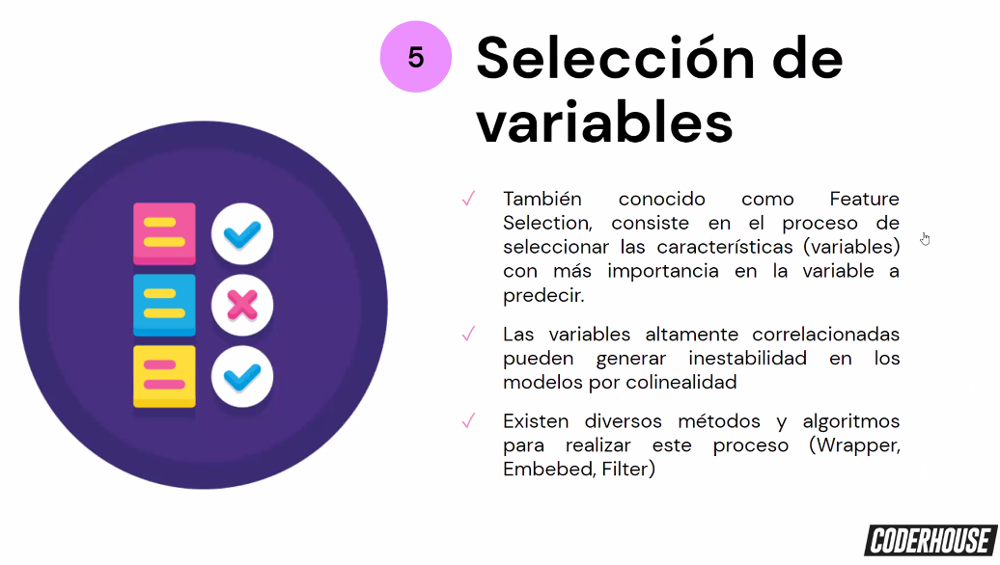 5
Selección de
variables
✓ También conocido como Feature
Selection, consiste en el proceso de
seleccionar las características (variables)
con más importancia en la variable a
predecir.
✓ Las variables altamente correlacionadas
pueden generar inestabilidad en los
modelos por colinealidad
✓ Existen diversos métodos y algoritmos
para realizar este proceso (Wrapper,
Embebed, Filter)
CODERHOUSE